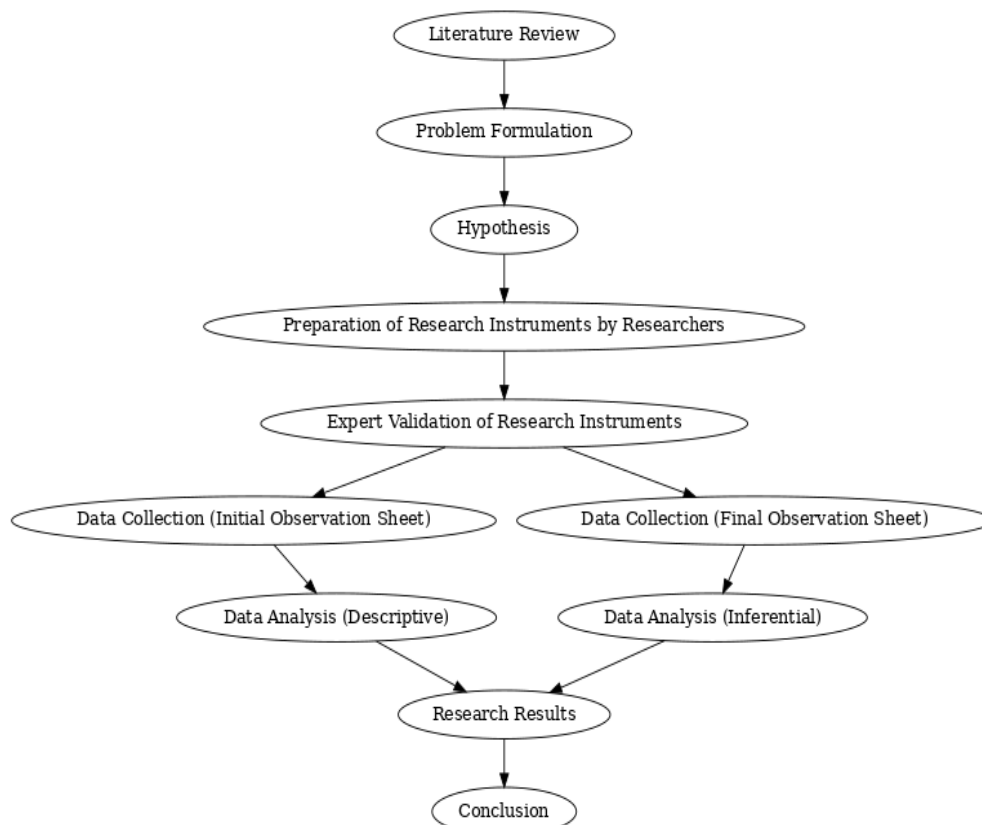 Literature Review
Problem Formulation
Hypothesis
Preparation of Research Instruments by Researchers
Expert Validation of Research Instruments
Data Collection (Initial Observation Sheet)
Data Collection (Final Observation Sheet)
Data Analysis (Descriptive)
Data Analysis (Inferential)
Research Results
Conclusion